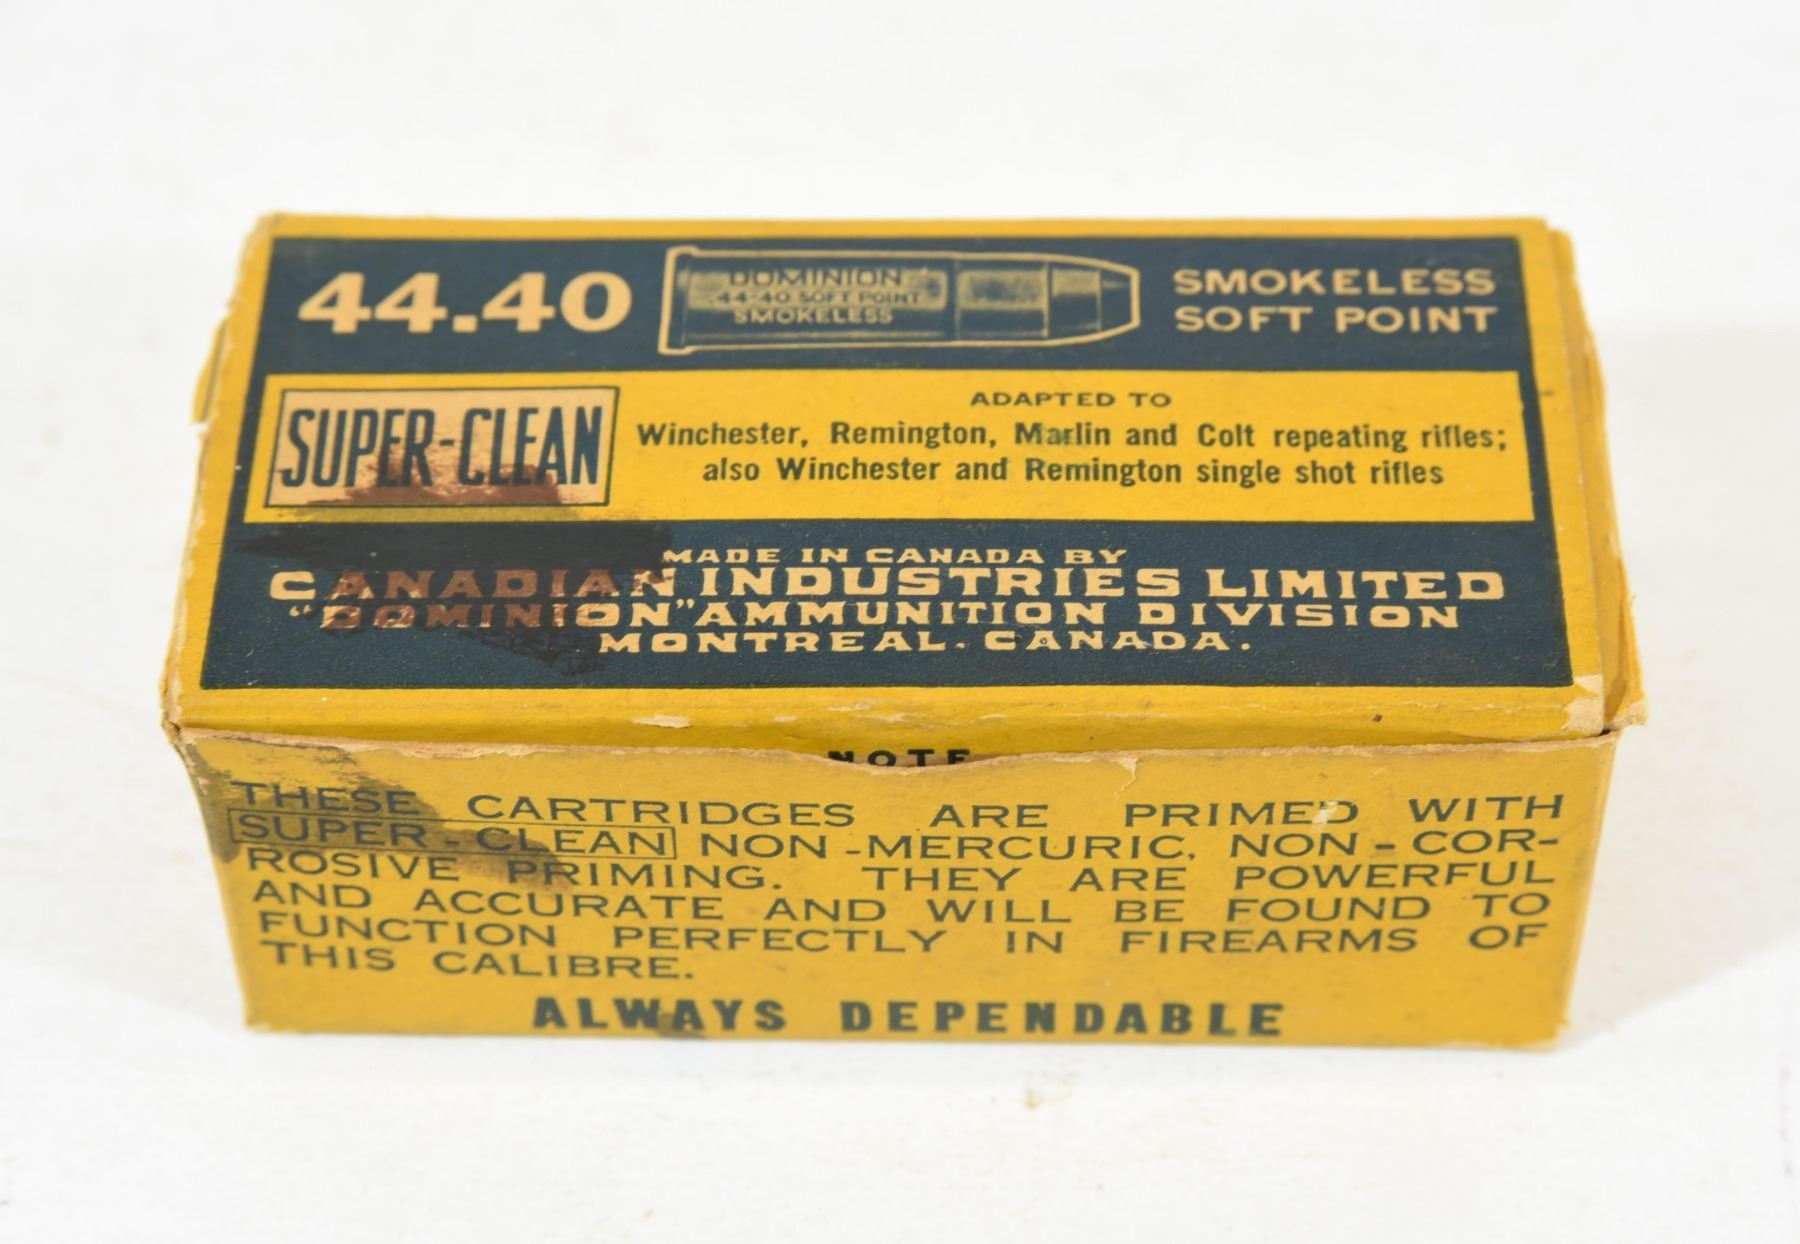 44.40
DOMINION
.44-40 SOFT POINT
SMOKELESS
SMOKELESS
SOFT POINT
SUPER-CLEAN
ADAPTED TO
Winchester, Remington, Marlin and Colt repeating rifles;
also Winchester and Remington single shot rifles
MADE IN CANADA BY
CANADIAN INDUSTRIES LIMITED
"DOMINION" AMMUNITION DIVISION
MONTREAL. CANADA.
NOTE
THESE CARTRIDGES ARE PRIMED WITH
SUPER-CLEAN NON-MERCURIC, NON-COR-
ROSIVE PRIMING. THEY ARE POWERFUL
AND ACCURATE AND WILL BE FOUND TO
FUNCTION PERFECTLY IN FIREARMS OF
THIS CALIBRE.
ALWAYS DEPENDABLE